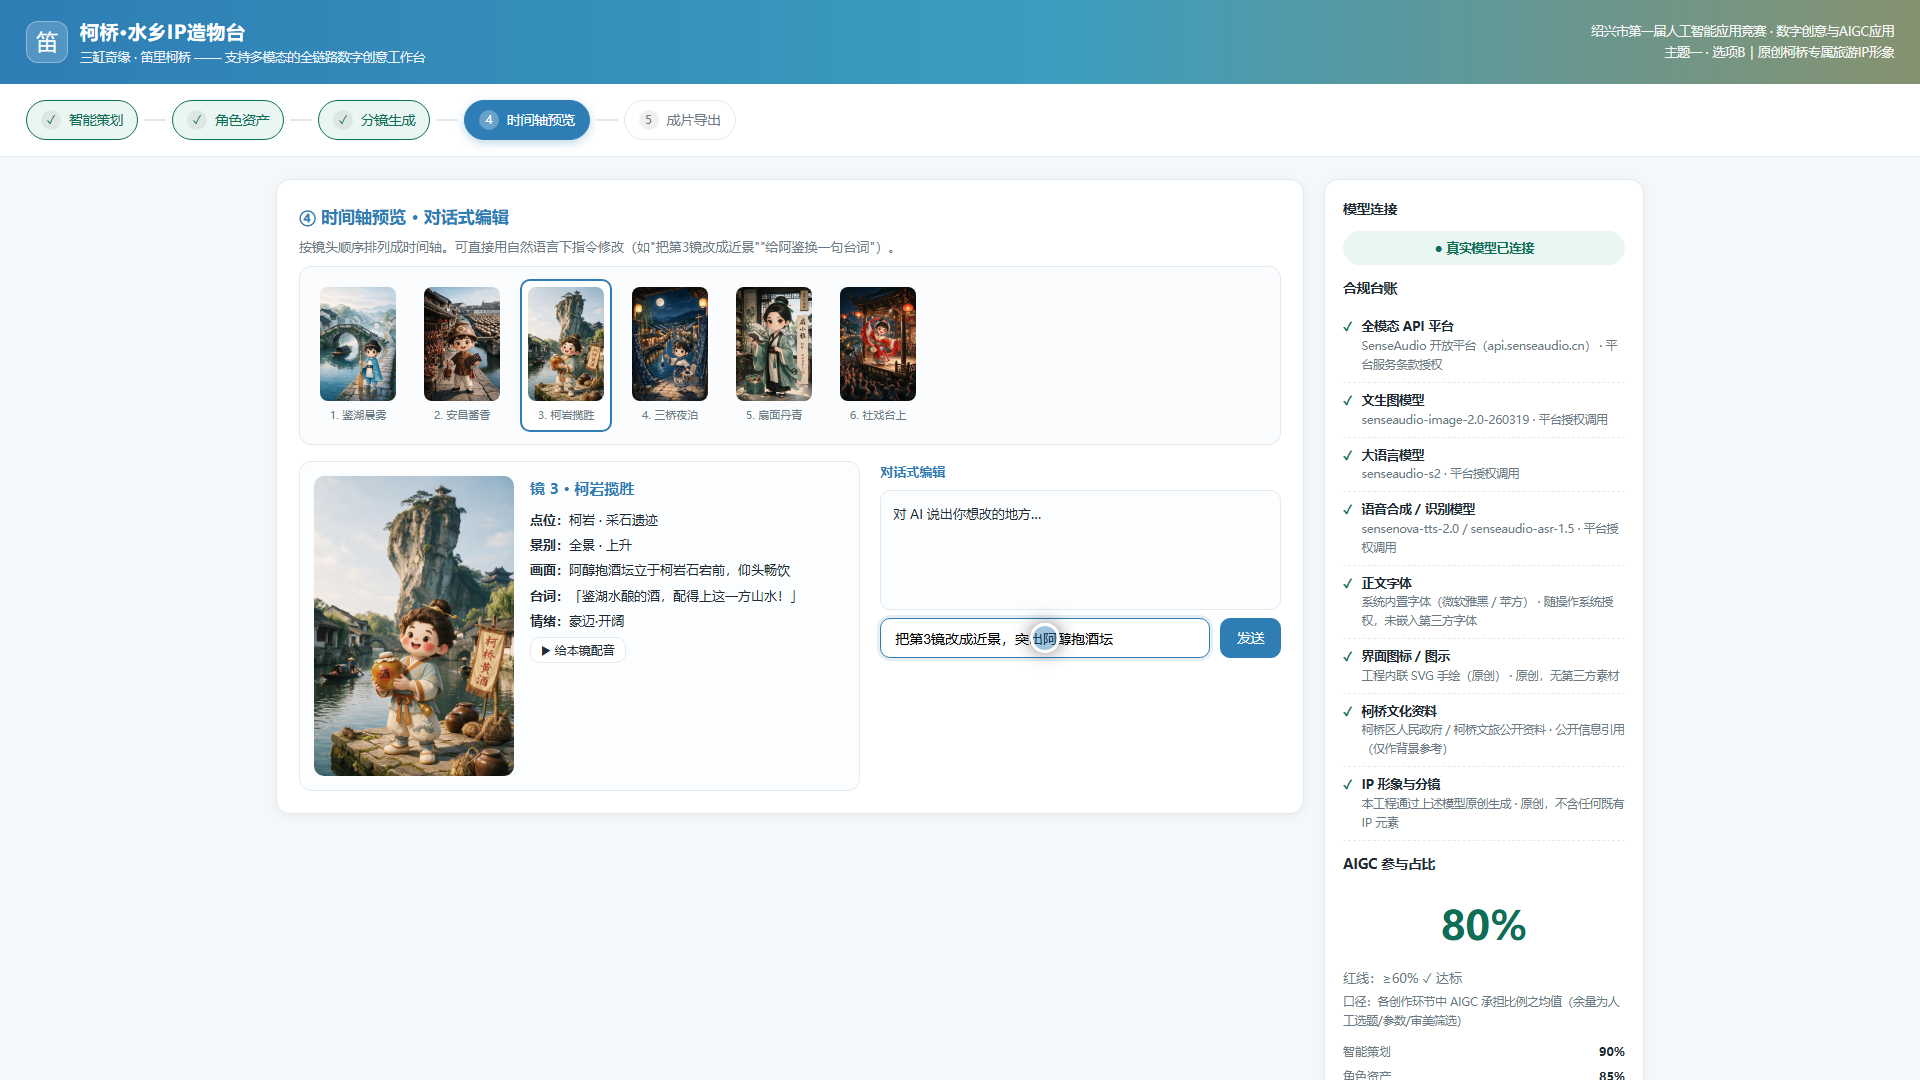 笛
柯桥·水乡IP造物台
三缸奇缘 · 笛里柯桥 —— 支持多模态的全链路数字创意工作台
绍兴市第一届人工智能应用竞赛 · 数字创意与AIGC应用
主题一 · 选项B | 原创柯桥专属旅游IP形象
✓ 智能策划
✓ 角色资产
✓ 分镜生成
4 时间轴预览
5 成片导出
④ 时间轴预览 · 对话式编辑
按镜头顺序排列成时间轴。可直接用自然语言下指令修改（如"把第3镜改成近景""给阿鉴换一句台词"）。
1. 鉴湖晨雾
2. 安昌酱香
3. 柯岩揽胜
4. 三桥夜泊
5. 扇面丹青
6. 社戏台上
柯桥黄酒
酒
镜 3 · 柯岩揽胜
点位：柯岩 · 采石遗迹
景别：全景 · 上升
画面：阿醇抱酒坛立于柯岩石宕前，仰头畅饮
台词：「鉴湖水酿的酒，配得上这一方山水！」
情绪：豪迈·开阔
▶ 给本镜配音
对话式编辑
对 AI 说出你想改的地方...
把第3镜改成近景，突出阿醇抱酒坛
发送
模型连接
● 真实模型已连接
合规台账
✓ 全模态 API 平台
SenseAudio 开放平台（api.senseaudio.cn） · 平
台服务条款授权
✓ 文生图模型
senseaudio-image-2.0-260319 · 平台授权调用
✓ 大语言模型
senseaudio-s2 · 平台授权调用
✓ 语音合成 / 识别模型
sensenova-tts-2.0 / senseaudio-asr-1.5 · 平台授
权调用
✓ 正文字体
系统内置字体（微软雅黑 / 苹方） · 随操作系统授
权，未嵌入第三方字体
✓ 界面图标 / 图示
工程内联 SVG 手绘（原创） · 原创，无第三方素材
✓ 柯桥文化资料
柯桥区人民政府 / 柯桥文旅公开资料 · 公开信息引用
（仅作背景参考）
✓ IP 形象与分镜
本工程通过上述模型原创生成 · 原创，不含任何既有
IP 元素
AIGC 参与占比
80%
红线：≥60% ✓ 达标
口径：各创作环节中 AIGC 承担比例之均值（余量为人
工选题/参数/审美筛选）
智能策划 90%
角色资产 85%